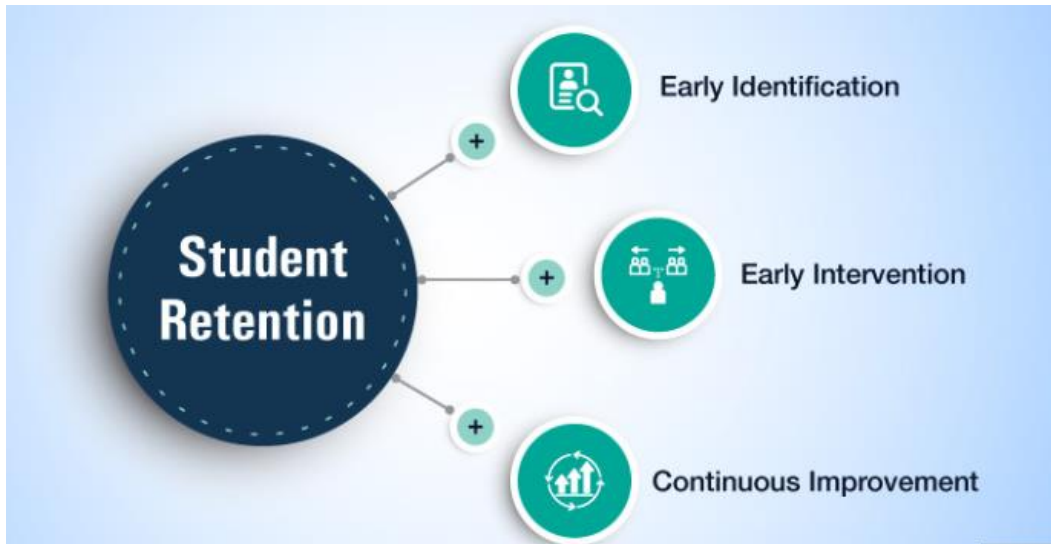 Student
Retention
+
Early Identification
+
Early Intervention
+
Continuous Improvement